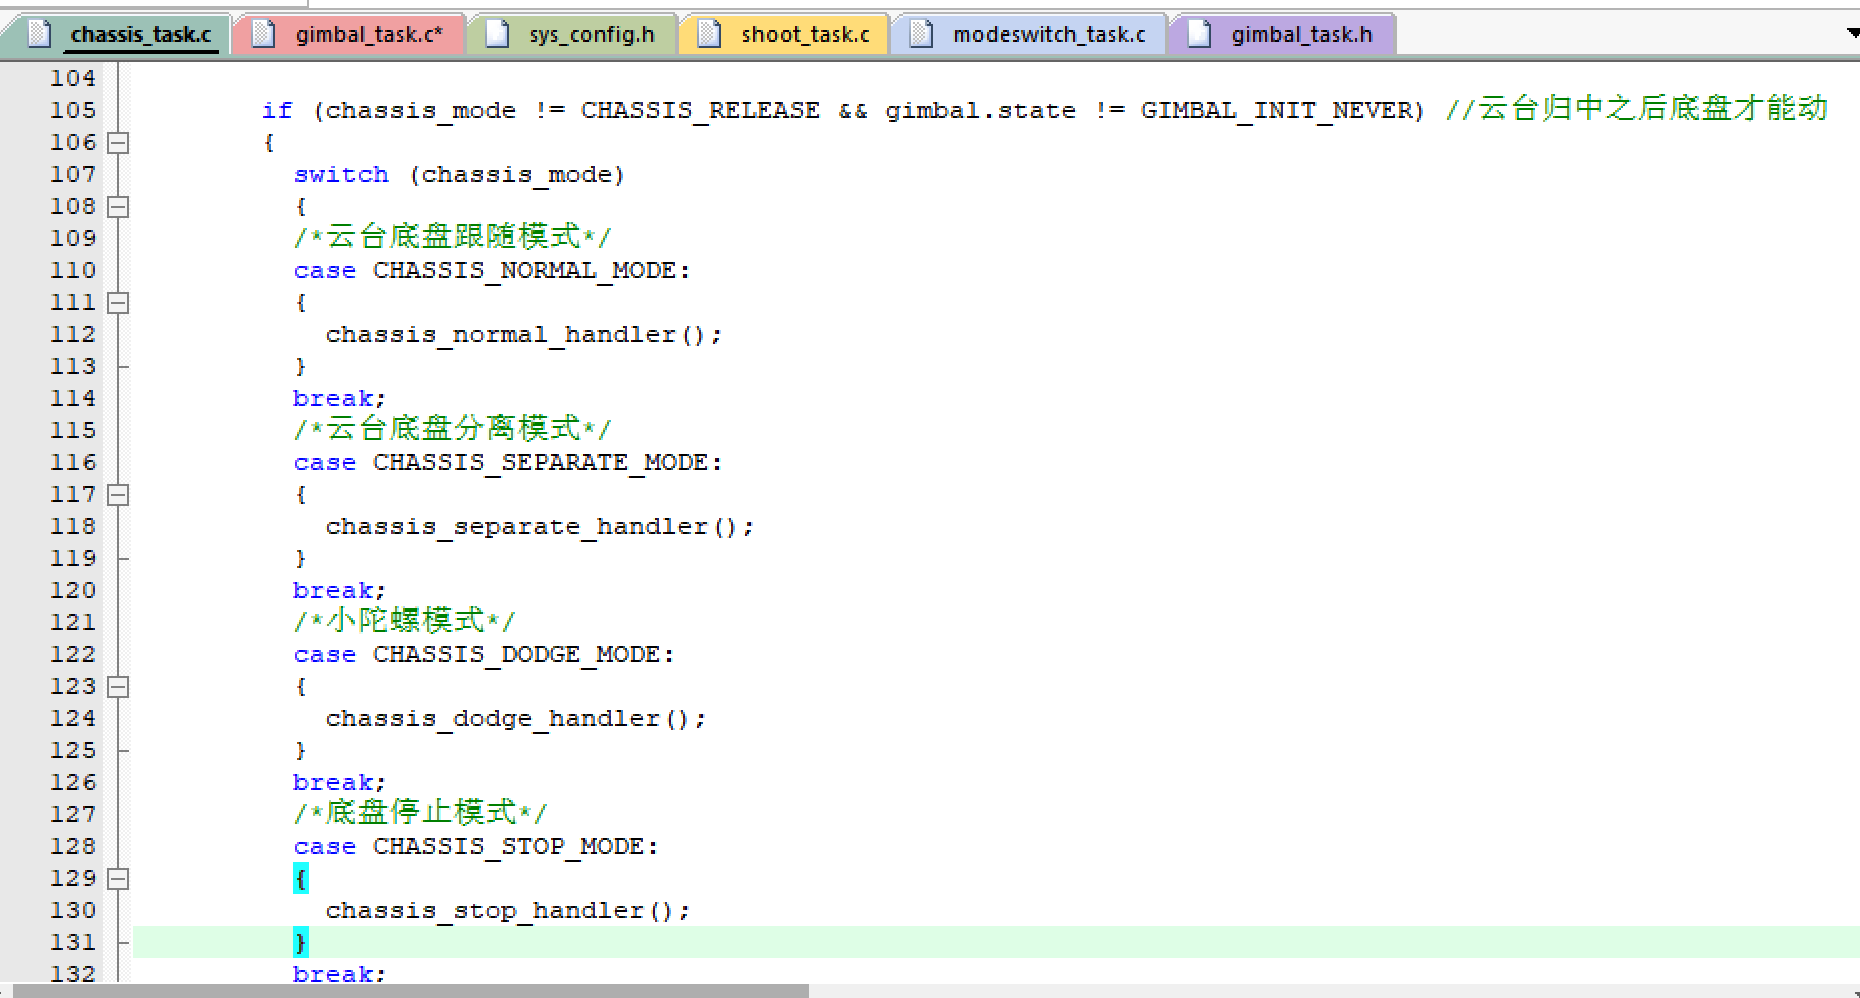 chassis_task.c gimbal_task.c* sys_config.h shoot_task.c modeswitch_task.c gimbal_task.h
104
105 if (chassis_mode != CHASSIS_RELEASE && gimbal.state != GIMBAL_INIT_NEVER) //云台归中之后底盘才能动
106 {
107 switch (chassis_mode)
108 {
109 /*云台底盘跟随模式*/
110 case CHASSIS_NORMAL_MODE:
111 {
112 chassis_normal_handler();
113 }
114 break;
115 /*云台底盘分离模式*/
116 case CHASSIS_SEPARATE_MODE:
117 {
118 chassis_separate_handler();
119 }
120 break;
121 /*小陀螺模式*/
122 case CHASSIS_DODGE_MODE:
123 {
124 chassis_dodge_handler();
125 }
126 break;
127 /*底盘停止模式*/
128 case CHASSIS_STOP_MODE:
129 {
130 chassis_stop_handler();
131 }
132 break;